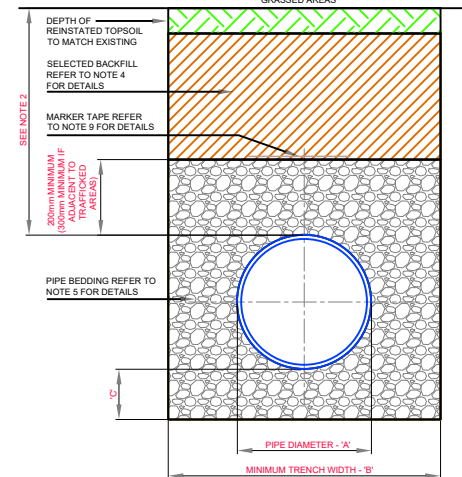 GRASSED AREAS
DEPTH OF
REINSTATED TOPSOIL
TO MATCH EXISTING
SELECTED BACKFILL
REFER TO NOTE 4
FOR DETAILS
SEE NOTE 2
MARKER TAPE REFER
TO NOTE 9 FOR DETAILS
200mm MINIMUM
(300mm MINIMUM IF
ADJACENT TO
TRAFFICKED
AREAS)
PIPE BEDDING REFER TO
NOTE 5 FOR DETAILS
'C'
PIPE DIAMETER - 'A'
MINIMUM TRENCH WIDTH - 'B'